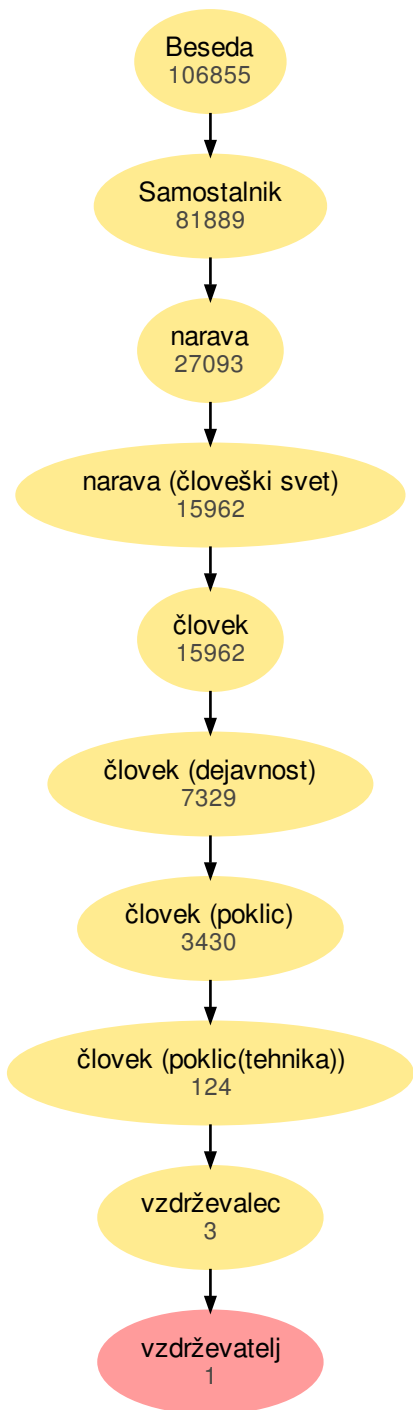 Beseda
106855
Samostalnik
81889
narava
27093
narava (človeški svet)
15962
človek
15962
človek (dejavnost)
7329
človek (poklic)
3430
človek (poklic(tehnika))
124
vzdrževalec
3
vzdrževatelj
1